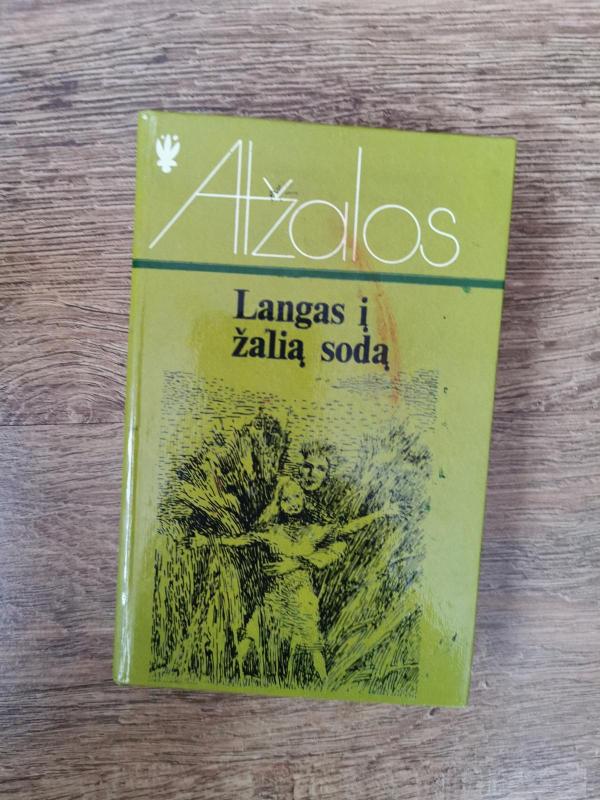 Atžalos
Langas į
žalią sodą